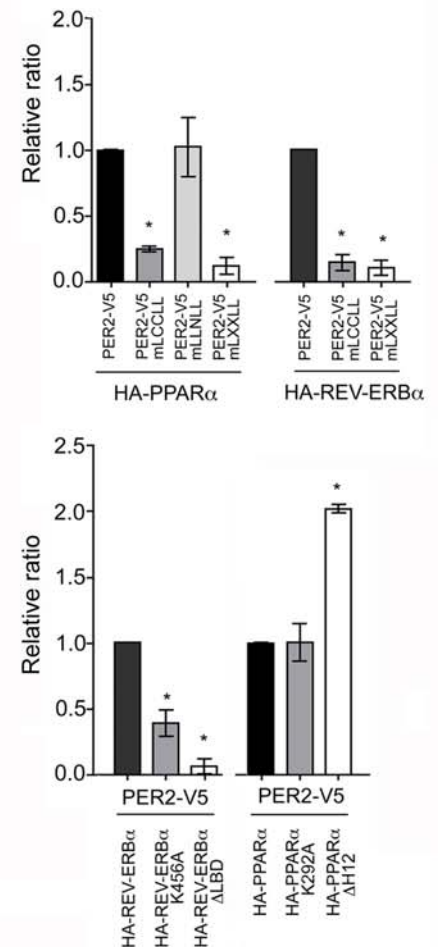 2.0
1.5
1.0
0.5
0.0
Relative ratio
*
*
*
*
PER2-V5
PER2-V5
mLCCLL
PER2-V5
mLLNLL
PER2-V5
mLXXLL
PER2-V5
PER2-V5
mLCCLL
PER2-V5
mLXXLL
HA-PPARα
HA-REV-ERBα
2.5
2.0
1.5
1.0
0.5
0.0
Relative ratio
*
*
*
PER2-V5
PER2-V5
HA-REV-ERBα
HA-REV-ERBα
K456A
HA-REV-ERBα
ΔLBD
HA-PPARα
HA-PPARα
K292A
HA-PPARα
ΔH12